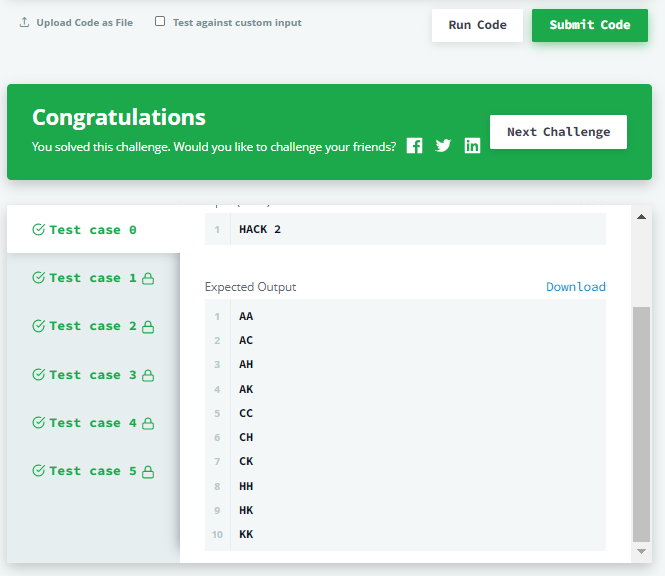 Upload Code as File Test against custom input Run Code Submit Code
Congratulations
You solved this challenge. Would you like to challenge your friends? Next Challenge
Test case 0
Test case 1
Test case 2
Test case 3
Test case 4
Test case 5
1 HACK 2
Expected Output Download
1 AA
2 AC
3 AH
4 AK
5 CC
6 CH
7 CK
8 HH
9 HK
10 KK